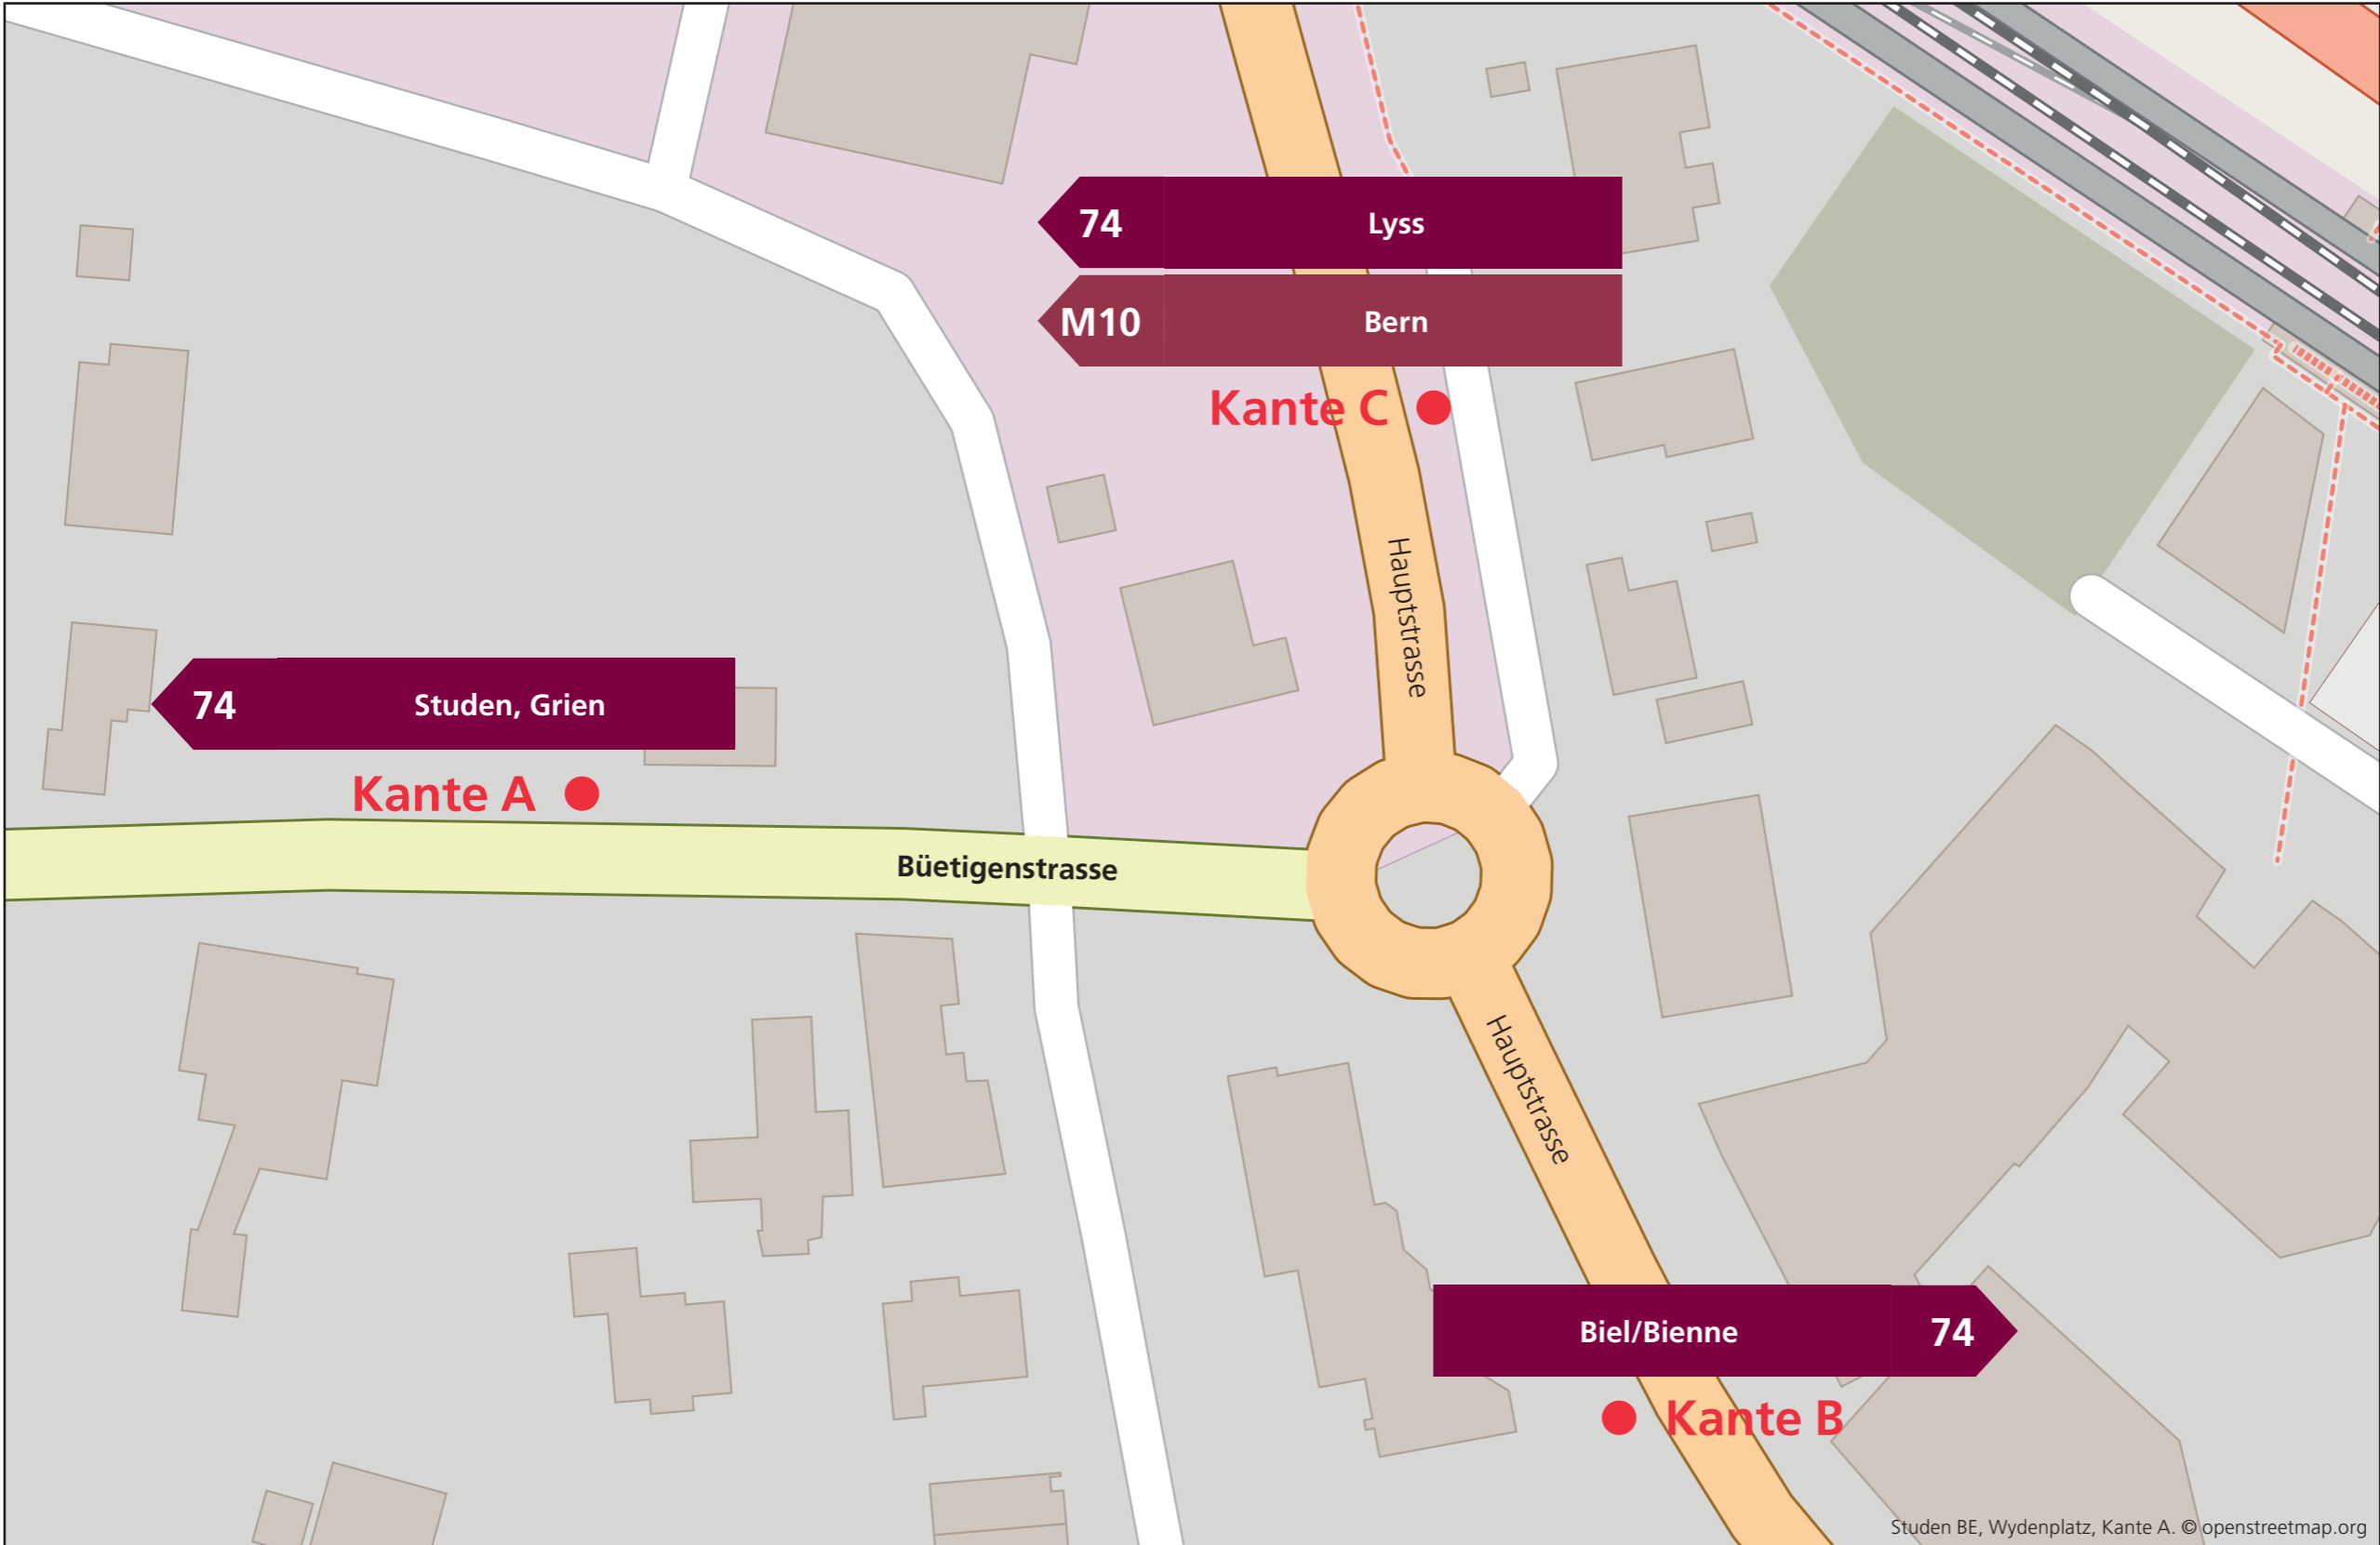 74 Lyss
M10 Bern
Kante C
Hauptstrasse
74 Studen, Grien
Kante A
Büetigenstrasse
Hauptstrasse
Biel/Bienne 74
Kante B
Studen BE, Wydenplatz, Kante A. © openstreetmap.org